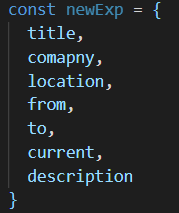 const newExp = {
title,
comapny,
location,
from,
to,
current,
description
}